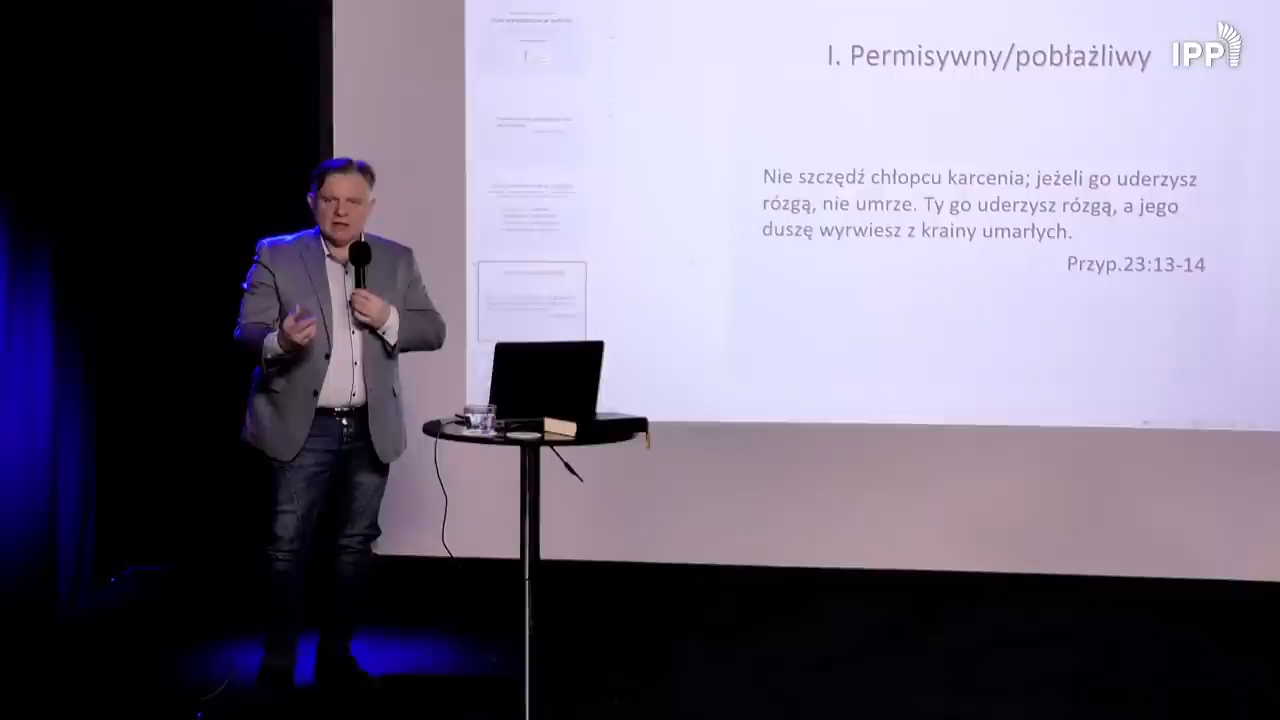 I. Permisywny/pobłażliwy
IPP
Nie szczędź chłopcu karcenia; jeżeli go uderzysz
rózgą, nie umrze. Ty go uderzysz rózgą, a jego
duszę wyrwiesz z krainy umarłych.
Przyp.23:13-14